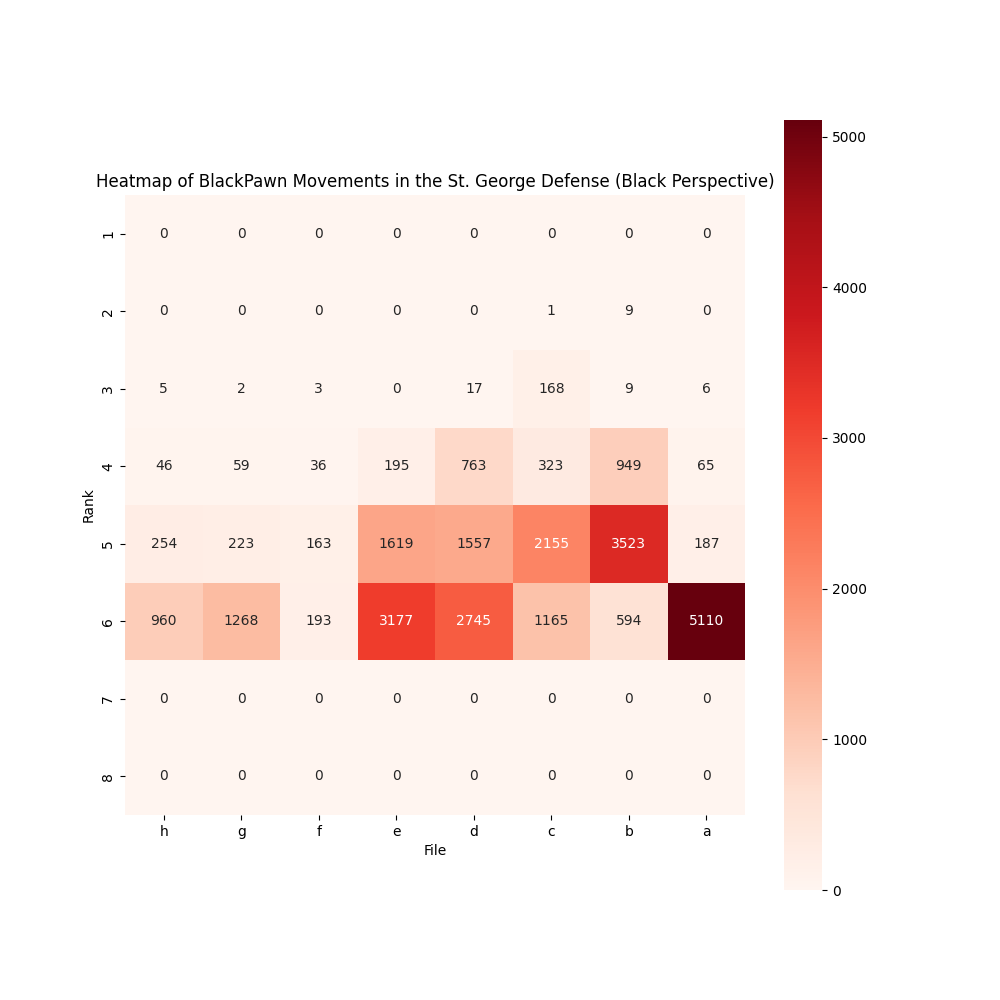 5000
Heatmap of BlackPawn Movements in the St. George Defense (Black Perspective)
1 0 0 0 0 0 0 0 0
4000
2 0 0 0 0 0 1 9 0
3 5 2 3 0 17 168 9 6
3000
4 46 59 36 195 763 323 949 65
Rank
5 254 223 163 1619 1557 2155 3523 187
2000
6 960 1268 193 3177 2745 1165 594 5110
7 0 0 0 0 0 0 0 0
1000
8 0 0 0 0 0 0 0 0
h g f e d c b a
File
0